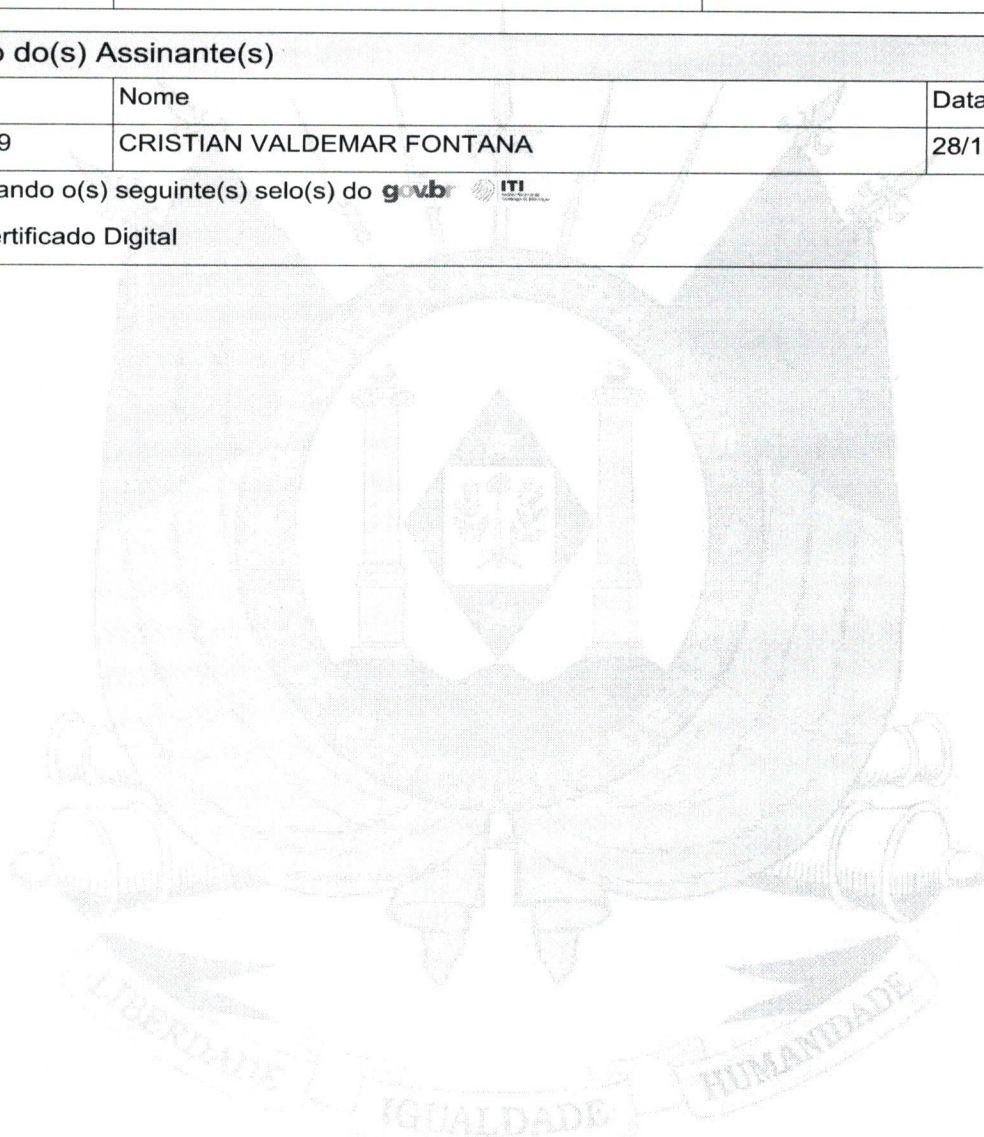 o do(s) Assinante(s)
Nome Data
9 CRISTIAN VALDEMAR FONTANA 28/1
ando o(s) seguinte(s) selo(s) do gov.br ITI
ertificado Digital
LIBERDADE IGUALDADE HUMANIDADE